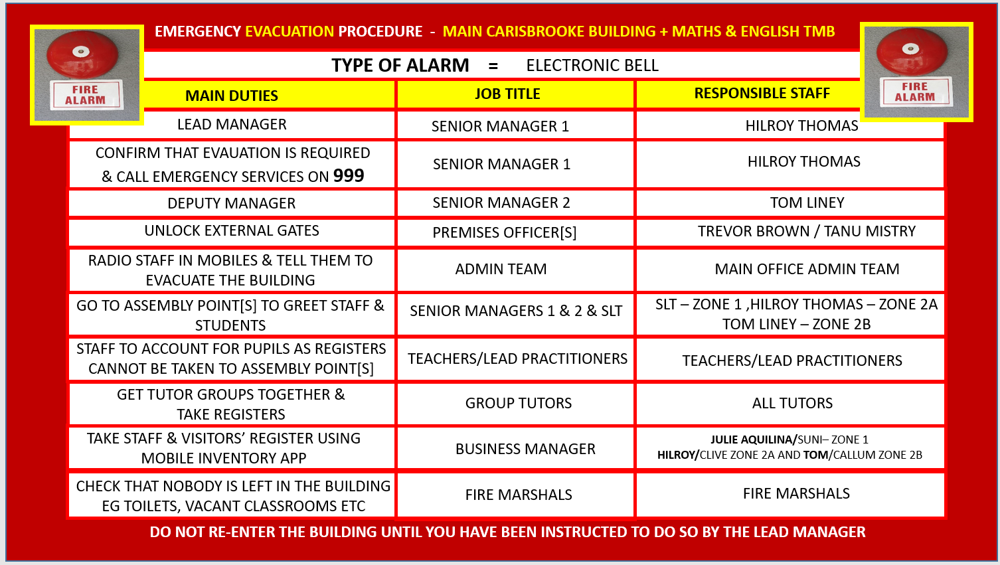 EMERGENCY EVACUATION PROCEDURE - MAIN CARISBROOKE BUILDING + MATHS & ENGLISH TMB
FIRE
ALARM
FIRE
ALARM
TYPE OF ALARM = ELECTRONIC BELL
MAIN DUTIES JOB TITLE RESPONSIBLE STAFF
LEAD MANAGER SENIOR MANAGER 1 HILROY THOMAS
CONFIRM THAT EVAUATION IS REQUIRED
& CALL EMERGENCY SERVICES ON 999
SENIOR MANAGER 1
HILROY THOMAS
DEPUTY MANAGER SENIOR MANAGER 2 TOM LINEY
UNLOCK EXTERNAL GATES PREMISES OFFICER[S] TREVOR BROWN / TANU MISTRY
RADIO STAFF IN MOBILES & TELL THEM TO
EVACUATE THE BUILDING
ADMIN TEAM
MAIN OFFICE ADMIN TEAM
GO TO ASSEMBLY POINT[S] TO GREET STAFF &
STUDENTS
SENIOR MANAGERS 1 & 2 & SLT
SLT – ZONE 1 ,HILROY THOMAS – ZONE 2A
TOM LINEY – ZONE 2B
STAFF TO ACCOUNT FOR PUPILS AS REGISTERS
CANNOT BE TAKEN TO ASSEMBLY POINT[S]
TEACHERS/LEAD PRACTITIONERS
TEACHERS/LEAD PRACTITIONERS
GET TUTOR GROUPS TOGETHER &
TAKE REGISTERS
GROUP TUTORS
ALL TUTORS
TAKE STAFF & VISITORS’ REGISTER USING
MOBILE INVENTORY APP
BUSINESS MANAGER
JULIE AQUILINA/SUNI– ZONE 1
HILROY/CLIVE ZONE 2A AND TOM/CALLUM ZONE 2B
CHECK THAT NOBODY IS LEFT IN THE BUILDING
EG TOILETS, VACANT CLASSROOMS ETC
FIRE MARSHALS
FIRE MARSHALS
DO NOT RE-ENTER THE BUILDING UNTIL YOU HAVE BEEN INSTRUCTED TO DO SO BY THE LEAD MANAGER